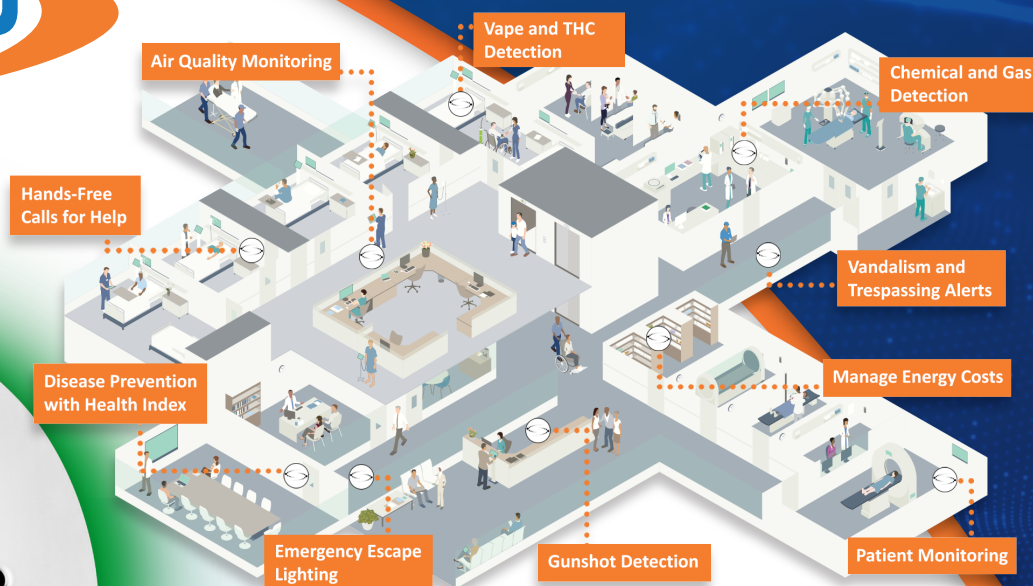 Vape and THC
Detection
Air Quality Monitoring
Chemical and Gas
Detection
Hands-Free
Calls for Help
Vandalism and
Trespassing Alerts
Disease Prevention
with Health Index
Manage Energy Costs
Emergency Escape
Lighting
Gunshot Detection
Patient Monitoring